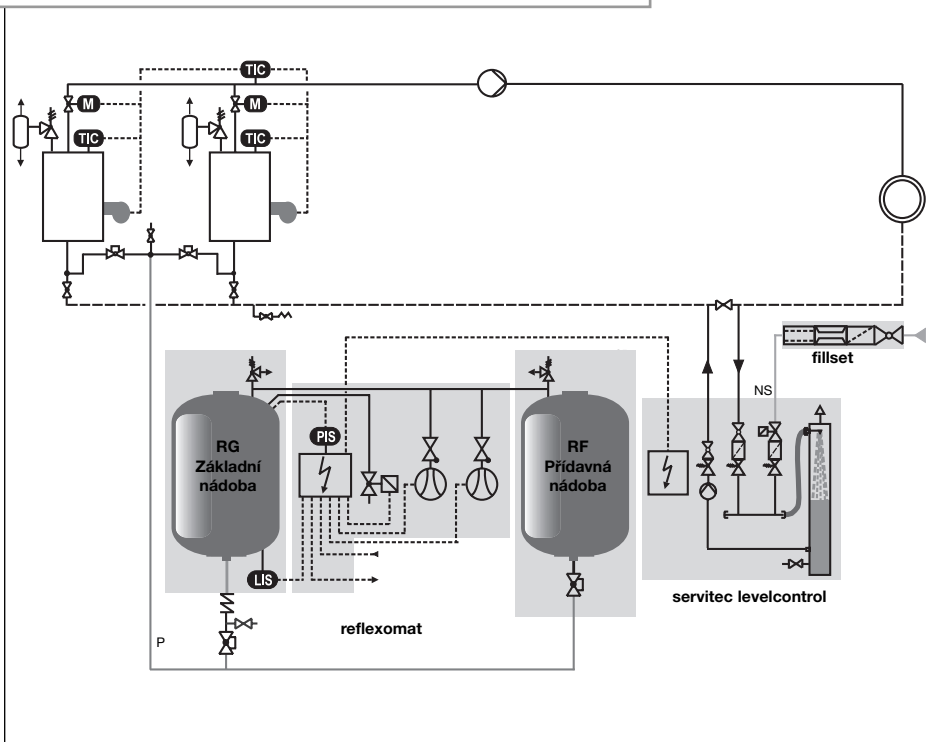 TIC
M
M
TIC
TIC
fillset
NS
PIS
RG
Základní
nádoba
RF
Přídavná
nádoba
LIS
servitec levelcontrol
reflexomat
P